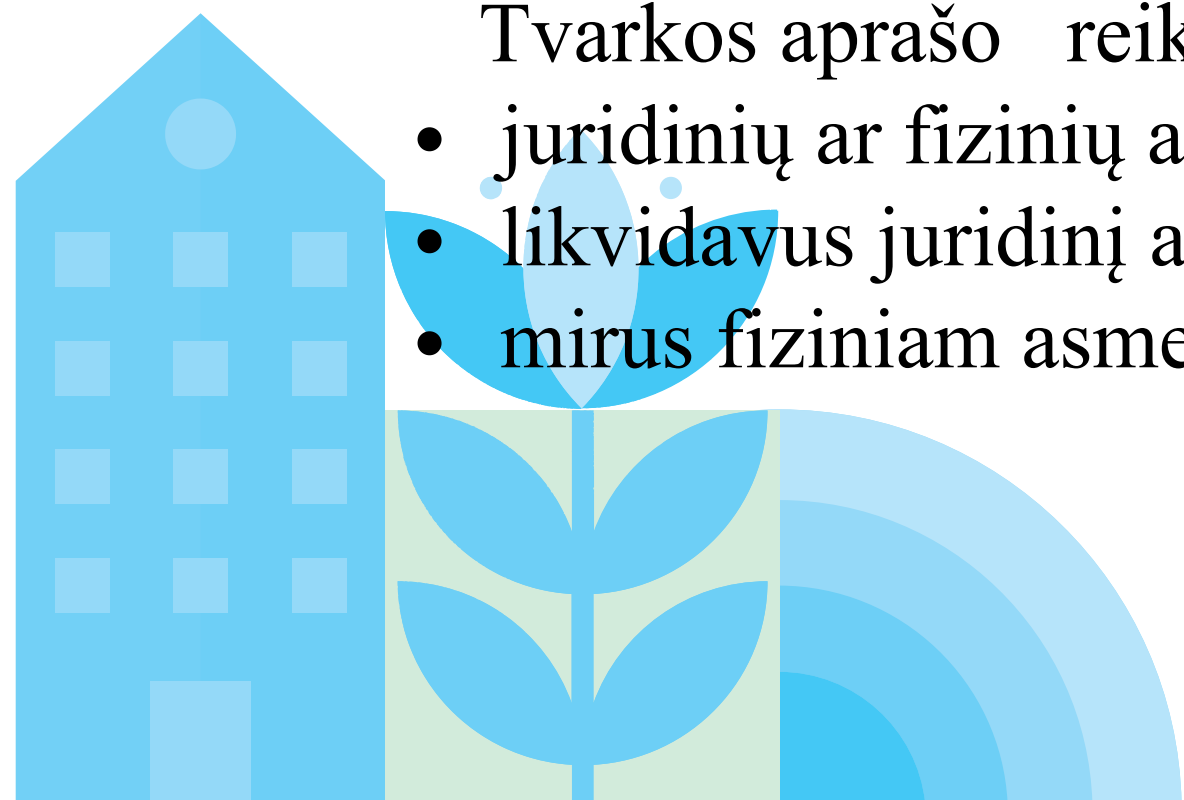 Tvarkos aprašo reik
• juridinių ar fizinių a
• likvidavus juridinį a
• mirus fiziniam asme